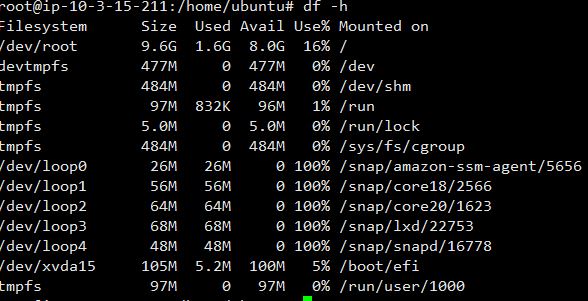 root@ip-10-3-15-211:/home/ubuntu# df -h
Filesystem Size Used Avail Use% Mounted on
/dev/root 9.6G 1.6G 8.0G 16% /
devtmpfs 477M 0 477M 0% /dev
tmpfs 484M 0 484M 0% /dev/shm
tmpfs 97M 832K 96M 1% /run
tmpfs 5.0M 0 5.0M 0% /run/lock
tmpfs 484M 0 484M 0% /sys/fs/cgroup
/dev/loop0 26M 26M 0 100% /snap/amazon-ssm-agent/5656
/dev/loop1 56M 56M 0 100% /snap/core18/2566
/dev/loop2 64M 64M 0 100% /snap/core20/1623
/dev/loop3 68M 68M 0 100% /snap/lxd/22753
/dev/loop4 48M 48M 0 100% /snap/snapd/16778
/dev/xvda15 105M 5.2M 100M 5% /boot/efi
tmpfs 97M 0 97M 0% /run/user/1000